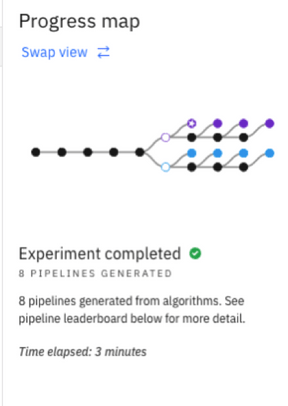 Progress map
Swap view
Experiment completed
8 PIPELINES GENERATED
8 pipelines generated from algorithms. See
pipeline leaderboard below for more detail.
Time elapsed: 3 minutes